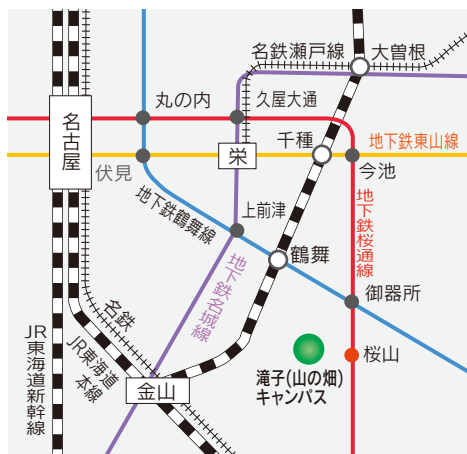 名鉄瀬戸線
大曽根
丸の内
久屋大通
名古屋
千種
地下鉄東山線
栄
伏見
今池
地下鉄鶴舞線
上前津
地下鉄桜通線
鶴舞
地下鉄名城線
御器所
名鉄
JR東海道新幹線
JR東海道
本線
桜山
滝子(山の畑)
キャンパス
金山